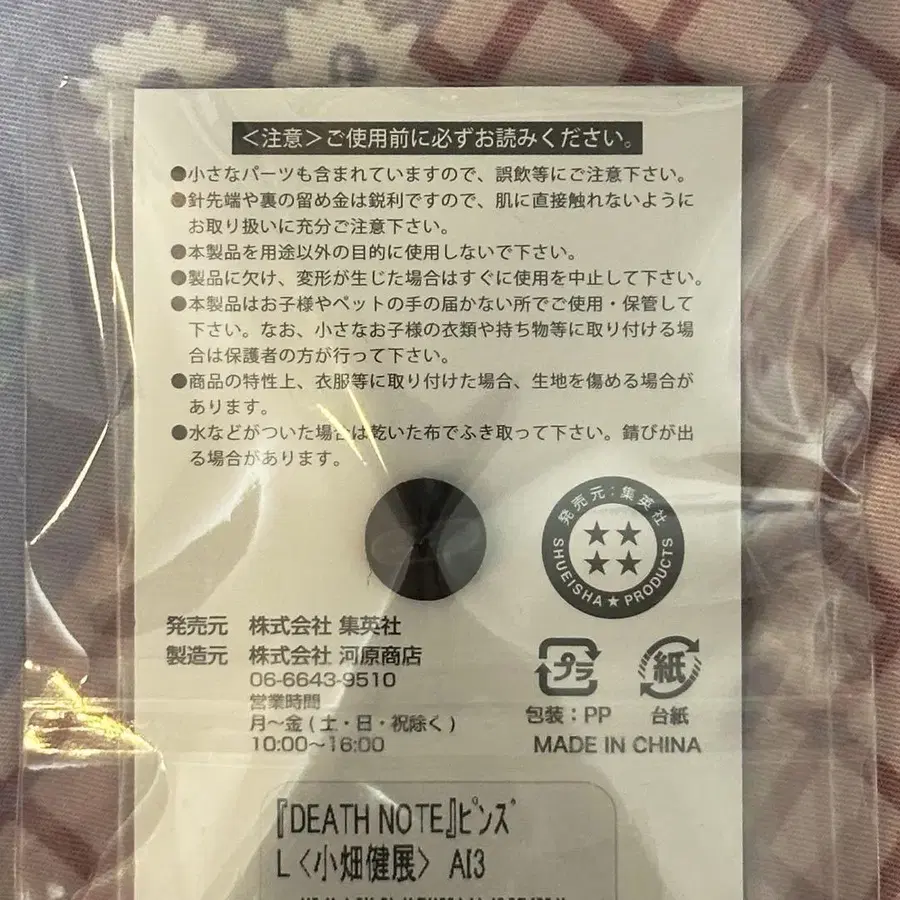 ＜注意＞ご使用前に必ずお読みください。
●小さなパーツも含まれていますので、誤飲等にご注意下さい。
●針先端や裏の留め金は鋭利ですので、肌に直接触れないように
お取り扱いに充分ご注意下さい。
●本製品を用途以外の目的に使用しないで下さい。
●製品に欠け、変形が生じた場合はすぐに使用を中止して下さい。
●本製品はお子様やペットの手の届かない所でご使用・保管して
下さい。なお、小さなお子様の衣類や持ち物等に取り付ける場
合は保護者の方が行って下さい。
●商品の特性上、衣服等に取り付けた場合、生地を傷める場合が
あります。
●水などがついた場合は乾いた布でふき取って下さい。錆びが出
る場合があります。
発売元：集英社
SHUEISHA★PRODUCTS
発売元 株式会社 集英社
製造元 株式会社 河原商店
06-6643-9510
営業時間
月～金(土・日・祝除く)
10:00～16:00
プラ
紙
包装：PP 台紙
MADE IN CHINA
『DEATH NOTE』ピンズ
L＜小畑健展＞ AI3